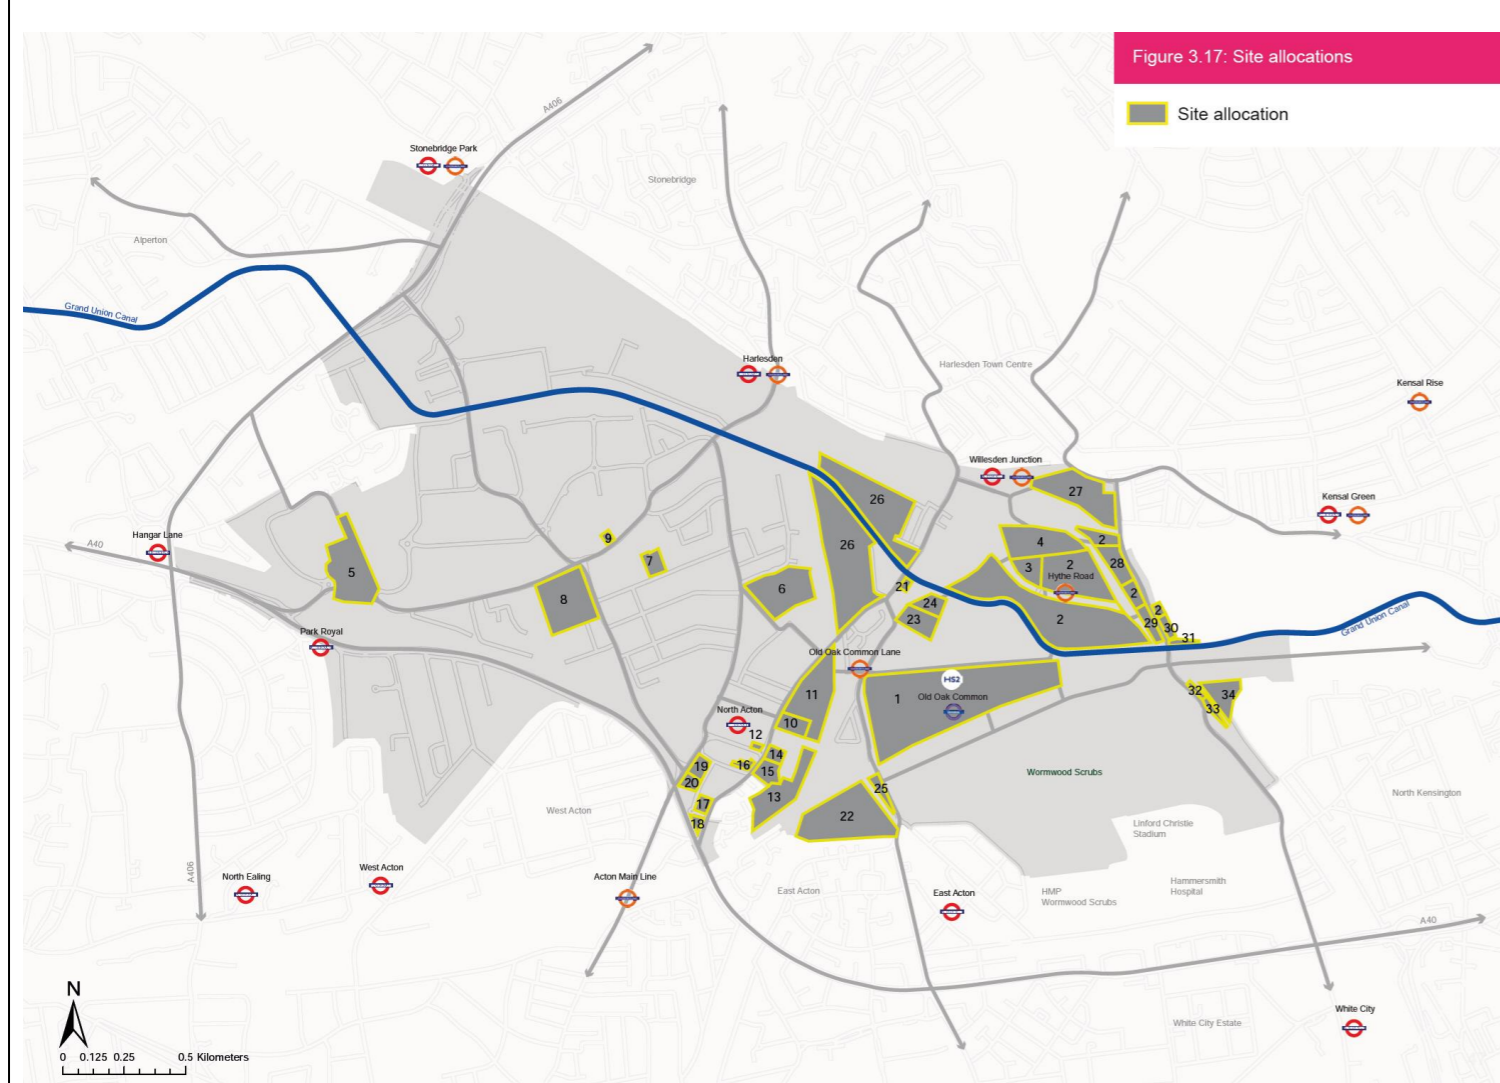 Figure 3.17: Site allocations
Site allocation
A406
Stonebridge Park
Stonebridge
Alperton
Grand Union Canal
Harlesden
Harlesden Town Centre
Kensal Rise
Willesden Junction
Kensal Green
26
27
Hangar Lane
A40
9
7
26
4
2
5
8
6
3
2
28
Hythe Road
21
24
23
2
2
2
29
30
31
Grand Union Canal
Park Royal
Old Oak Common Lane
HS2
Old Oak Common
1
11
32
34
33
North Acton
10
12
14
16
15
19
20
13
17
18
25
22
Wormwood Scrubs
North Kensington
West Acton
Linford Christie
Stadium
A406
North Ealing
West Acton
Acton Main Line
East Acton
East Acton
HMP
Wormwood Scrubs
Hammersmith
Hospital
A40
White City Estate
White City
N
0 0.125 0.25 0.5 Kilometers